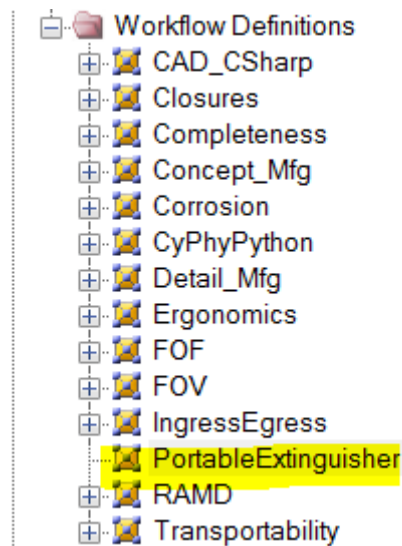 Workflow Definitions
CAD_CSharp
Closures
Completeness
Concept_Mfg
Corrosion
CyPhyPython
Detail_Mfg
Ergonomics
FOF
FOV
IngressEgress
PortableExtinguisher
RAMD
Transportability